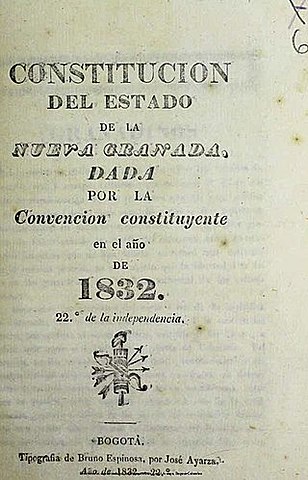 CONSTITUCION
DEL ESTADO
DE LA
NUEVA GRANADA,
DADA
POR LA
Convencion constituyente
en el año
DE
1832.
22.° de la independencia.
BOGOTÁ.
Tipografia de Bruno Espinosa, por José Ayarza.
Año de 1832.—22.°